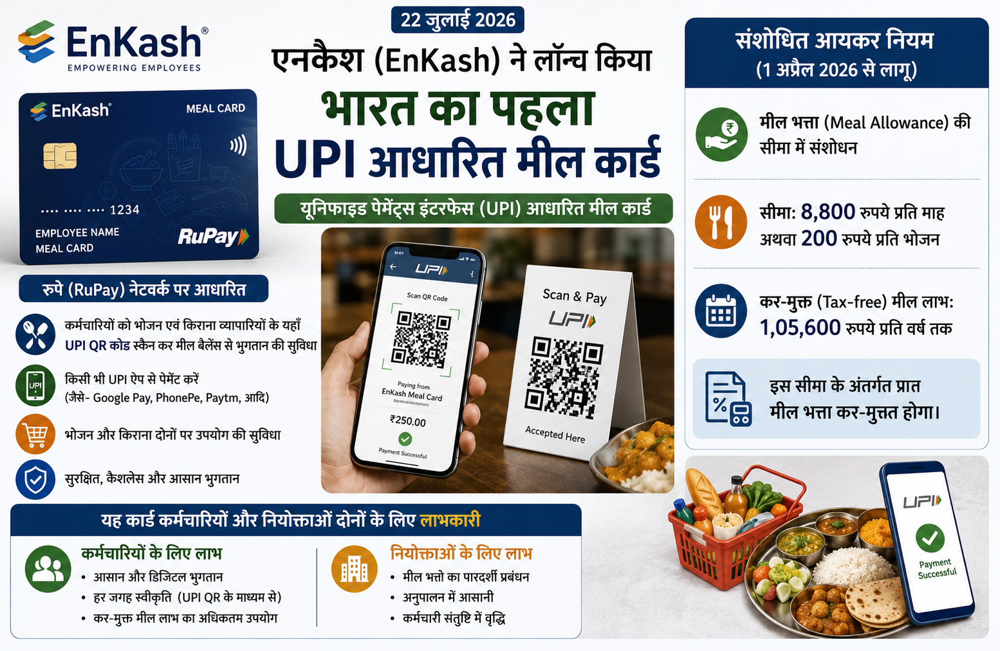 EnKash®
EMPOWERING EMPLOYEES
22 जुलाई 2026
एनकैश (EnKash) ने लॉन्च किया
भारत का पहला
UPI आधारित मील कार्ड
यूनिफाइड पेमेंट्स इंटरफेस (UPI) आधारित मील कार्ड
EnKash®
MEAL CARD
.... .... .... 1234
EMPLOYEE NAME
MEAL CARD
RuPay
रुपे (RuPay) नेटवर्क पर आधारित
कर्मचारियों को भोजन एवं किराना व्यापारियों के यहाँ
UPI QR कोड स्कैन कर मील बैलेंस से भुगतान की सुविधा
UPI
किसी भी UPI ऐप से पेमेंट करें
(जैसे- Google Pay, PhonePe, Paytm, आदि)
भोजन और किराना दोनों पर उपयोग की सुविधा
सुरक्षित, कैशलेस और आसान भुगतान
UPI
Scan QR Code
Paying from
EnKash Meal Card
₹250.00
Payment Successful
Scan & Pay
UPI
Accepted Here
संशोधित आयकर नियम
(1 अप्रैल 2026 से लागू)
₹
मील भत्ता (Meal Allowance) की
सीमा में संशोधन
सीमा: 8,800 रुपये प्रति माह
अथवा 200 रुपये प्रति भोजन
कर-मुक्त (Tax-free) मील लाभ:
1,05,600 रुपये प्रति वर्ष तक
%
इस सीमा के अंतर्गत प्रात
मील भत्ता कर-मुत्तत होगा।
UPI
Payment
Successful
यह कार्ड कर्मचारियों और नियोक्ताओं दोनों के लिए लाभकारी
कर्मचारियों के लिए लाभ
• आसान और डिजिटल भुगतान
• हर जगह स्वीकृति (UPI QR के माध्यम से)
• कर-मुक्त मील लाभ का अधिकतम उपयोग
नियोक्ताओं के लिए लाभ
• मील भत्तो का पारदर्शी प्रबंधन
• अनुपालन में आसानी
• कर्मचारी संतुष्टि में वृद्धि